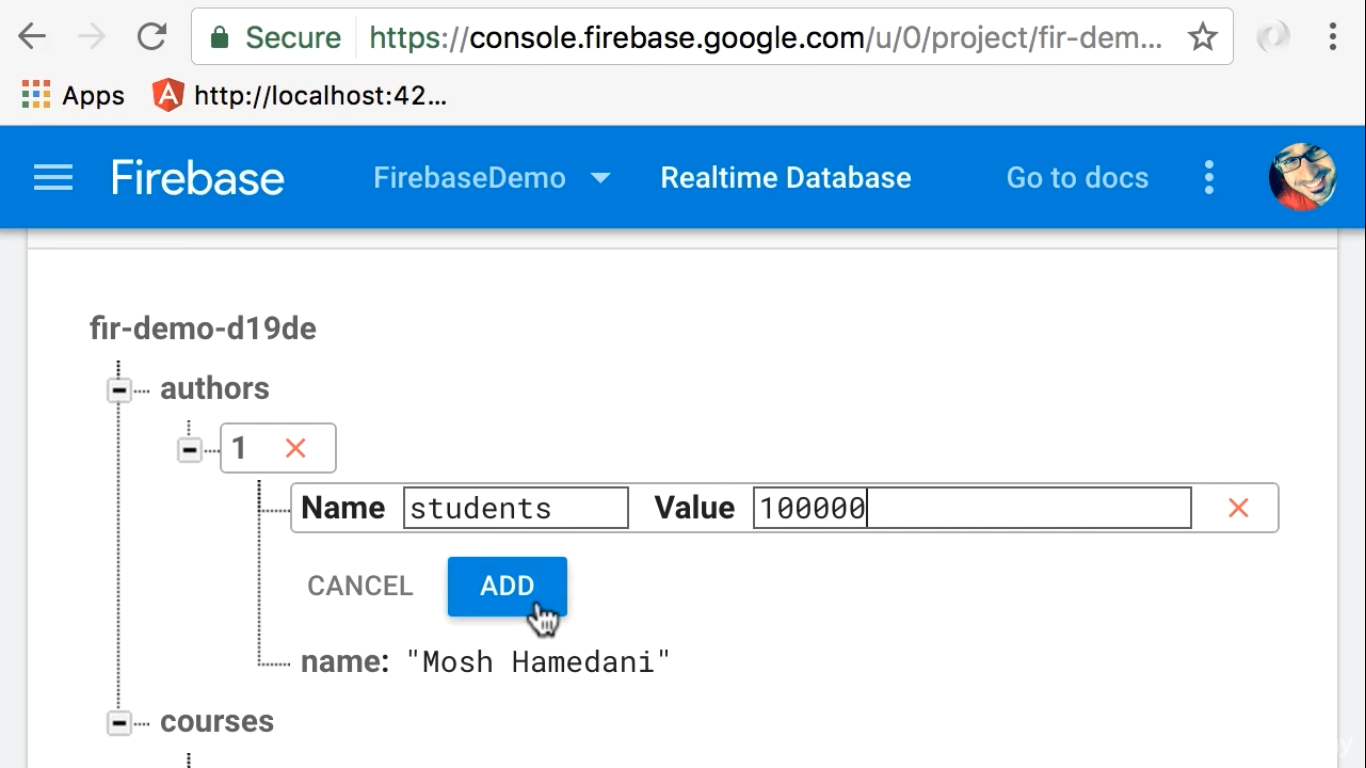 Secure https://console.firebase.google.com/u/0/project/fir-dem...
Apps http://localhost:42...
Firebase FirebaseDemo Realtime Database Go to docs
fir-demo-d19de
authors
1
Name students Value 100000
CANCEL ADD
name: "Mosh Hamedani"
courses